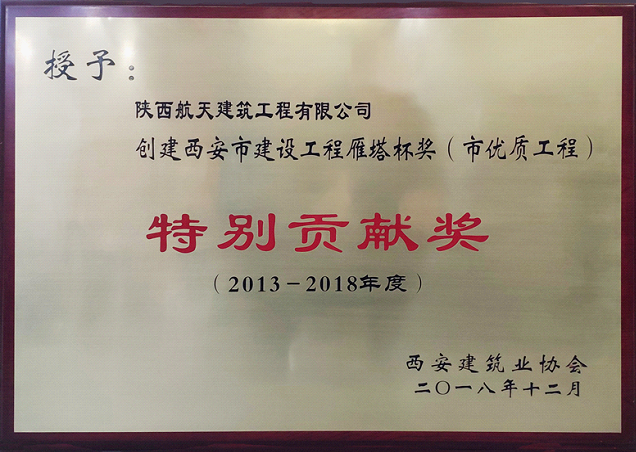 授予：
陕西航天建筑工程有限公司
创建西安市建设工程雁塔杯奖（市优质工程）
特别贡献奖
（2013－2018年度）
西安建筑业协会
二〇一八年十二月